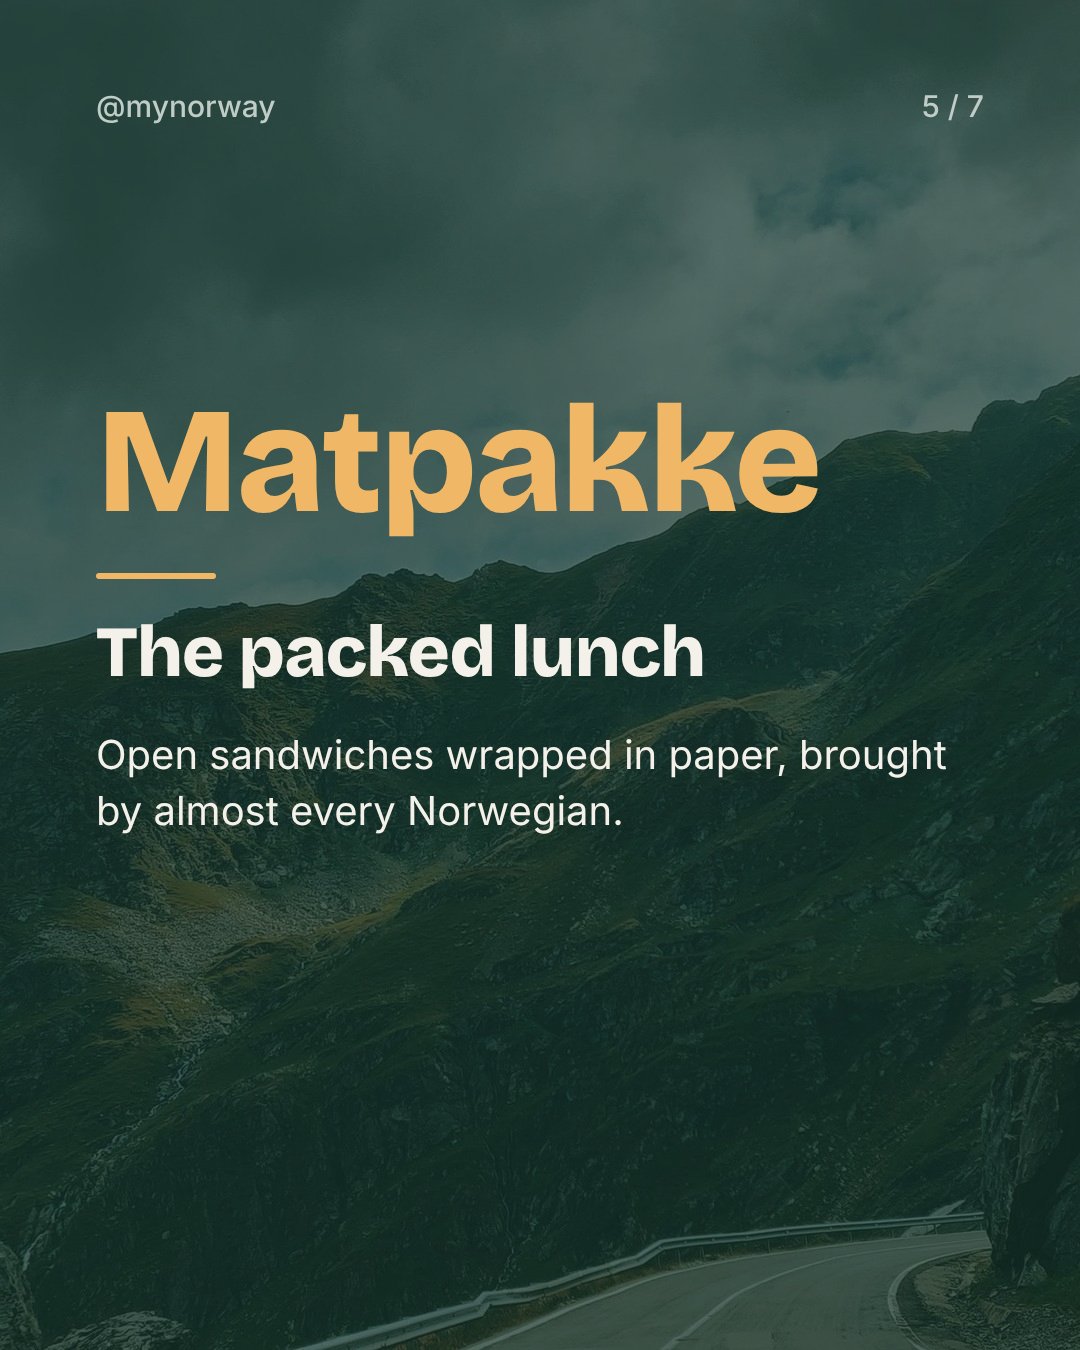 @mynorway
5 / 7
Matpakke
The packed lunch
Open sandwiches wrapped in paper, brought
by almost every Norwegian.